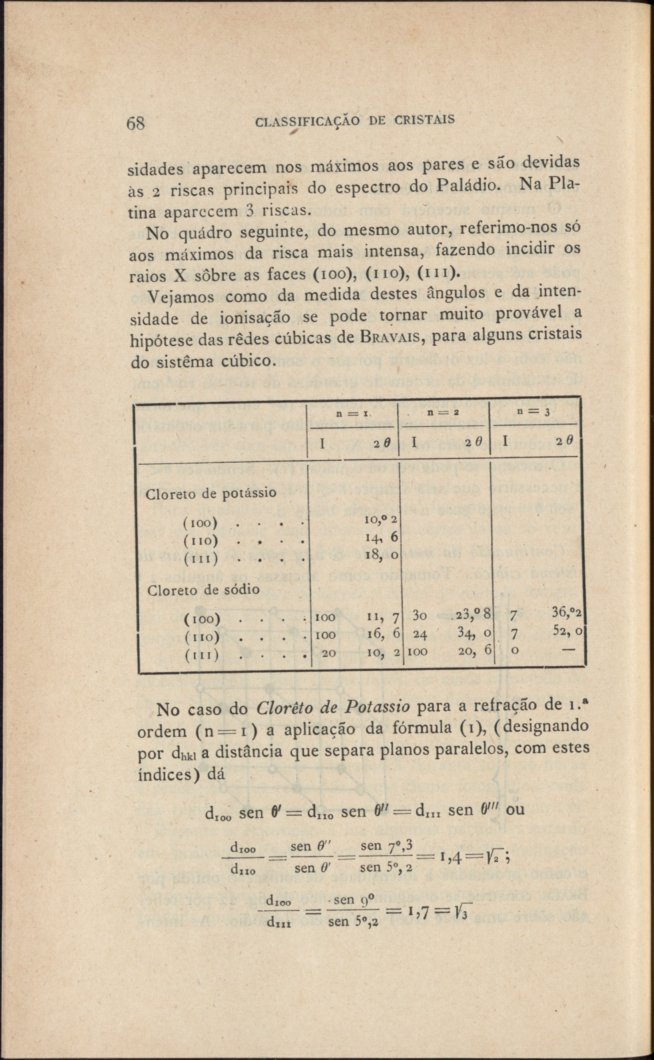 68 CLASSIFICAÇÃO DE CRISTAIS
sidades aparecem nos máximos aos pares e são devidas
às 2 riscas principais do espectro do Paládio. Na Pla-
tina aparecem 3 riscas.
No quádro seguinte, do mesmo autor, referimo-nos só
aos máximos da risca mais intensa, fazendo incidir os
raios X sôbre as faces (100), (110), (111).
Vejamos como da medida destes ângulos e da inten-
sidade de ionisação se pode tornar muito provável a
hipótese das rêdes cúbicas de BRAVAIS, para alguns cristais
do sistêma cúbico.
n = 1 n = 2 n = 3
I 2θ I 2θ I 2θ
Cloreto de potássio
(100) . . . . 10,º 2
(110) . . . . 14, 6
(111) . . . . 18, 0
Cloreto de sódio
(100) . . . . 100 11, 7 30 23,º 8 7 36,º2
(110) . . . . 100 16, 6 24 34, 0 7 52, 0
(111) . . . . 20 10, 2 100 20, 6 0 —
No caso do Clorêto de Potassio para a refração de 1.ª
ordem (n = 1) a aplicação da fórmula (1), (designando
por dhkl a distância que separa planos paralelos, com estes
índices) dá
d100 sen θ' = d110 sen θ'' = d111 sen θ''' ou
d100 / d110 = sen θ'' / sen θ' = sen 7º,3 / sen 5º, 2 = 1,4 = √2 ;
d100 / d111 = sen 9º / sen 5º,2 = 1,7 = √3